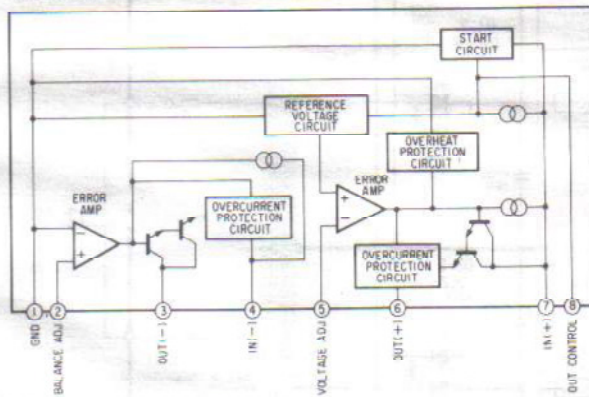 START
CIRCUIT
REFERENCE
VOLTAGE
CIRCUIT
OVERHEAT
PROTECTION
CIRCUIT
ERROR
AMP
ERROR
AMP
OVERCURRENT
PROTECTION
CIRCUIT
OVERCURRENT
PROTECTION
CIRCUIT
- +
+ -
1 2 3 4 5 6 7 8
GND
BALANCE ADJ
OUT(-)
IN(-)
VOLTAGE ADJ
OUT(+)
IN(+)
OUT CONTROL